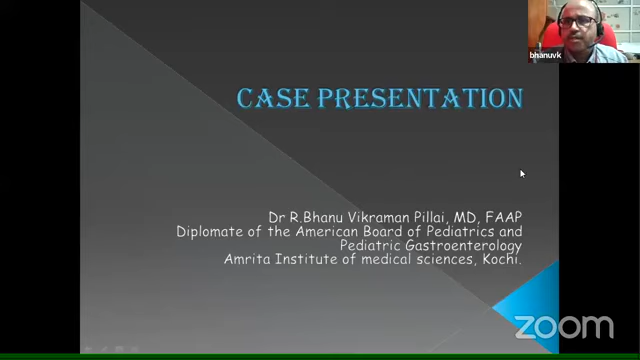 bhanuvk
CASE PRESENTATION
Dr R.Bhanu Vikraman Pillai, MD, FAAP
Diplomate of the American Board of Pediatrics and
Pediatric Gastroenterology
Amrita Institute of medical sciences, Kochi.
zoom